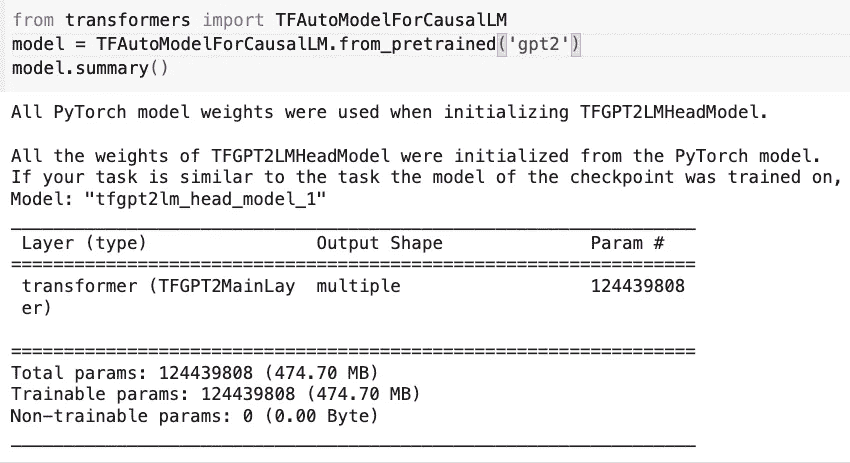 from transformers import TFAutoModelForCausalLM
model = TFAutoModelForCausalLM.from_pretrained('gpt2')
model.summary()
All PyTorch model weights were used when initializing TFGPT2LMHeadModel.
All the weights of TFGPT2LMHeadModel were initialized from the PyTorch model.
If your task is similar to the task the model of the checkpoint was trained on,
Model: "tfgpt2lm_head_model_1"
_________________________________________________________________
Layer (type) Output Shape Param #
=================================================================
transformer (TFGPT2MainLay multiple 124439808
er)
=================================================================
Total params: 124439808 (474.70 MB)
Trainable params: 124439808 (474.70 MB)
Non-trainable params: 0 (0.00 Byte)
_________________________________________________________________